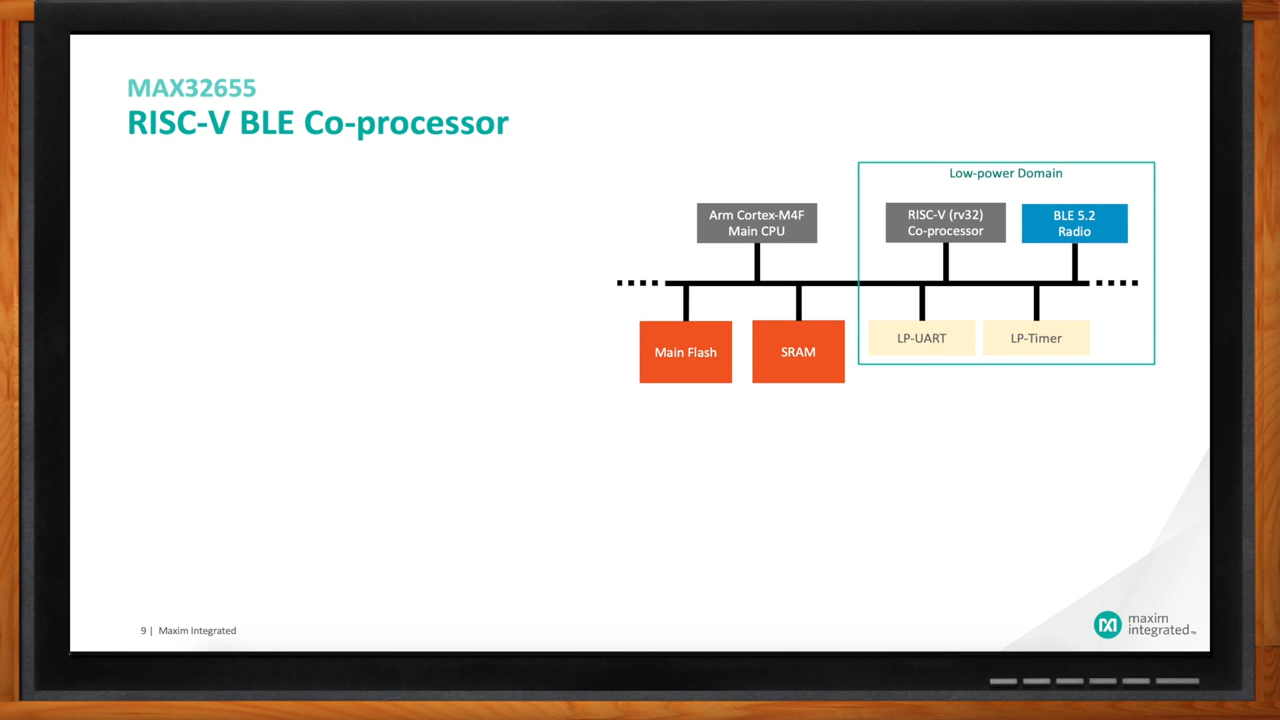 MAX32655
RISC-V BLE Co-processor
Low-power Domain
Arm Cortex-M4F
Main CPU
RISC-V (rv32)
Co-processor
BLE 5.2
Radio
Main Flash
SRAM
LP-UART
LP-Timer
9 | Maxim Integrated
maxim
integrated™